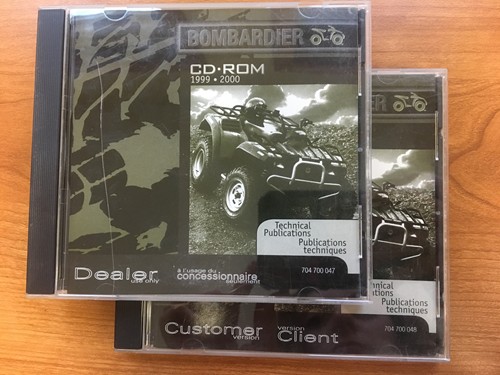 BOMBARDIER
CD•ROM
1999 • 2000
Technical
Publications
Publications
techniques
704 700 047
Dealer
use only
à l'usage du
concessionnaire
seulement
DIER
Technical
Publications
techniques
704 700 048
Customer
version
version
Client